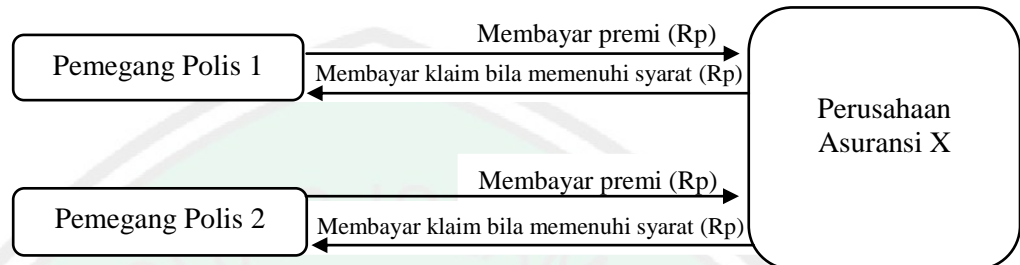 Membayar premi (Rp)
Pemegang Polis 1
Membayar klaim bila memenuhi syarat (Rp)
Perusahaan
Asuransi X
Membayar premi (Rp)
Pemegang Polis 2
Membayar klaim bila memenuhi syarat (Rp)